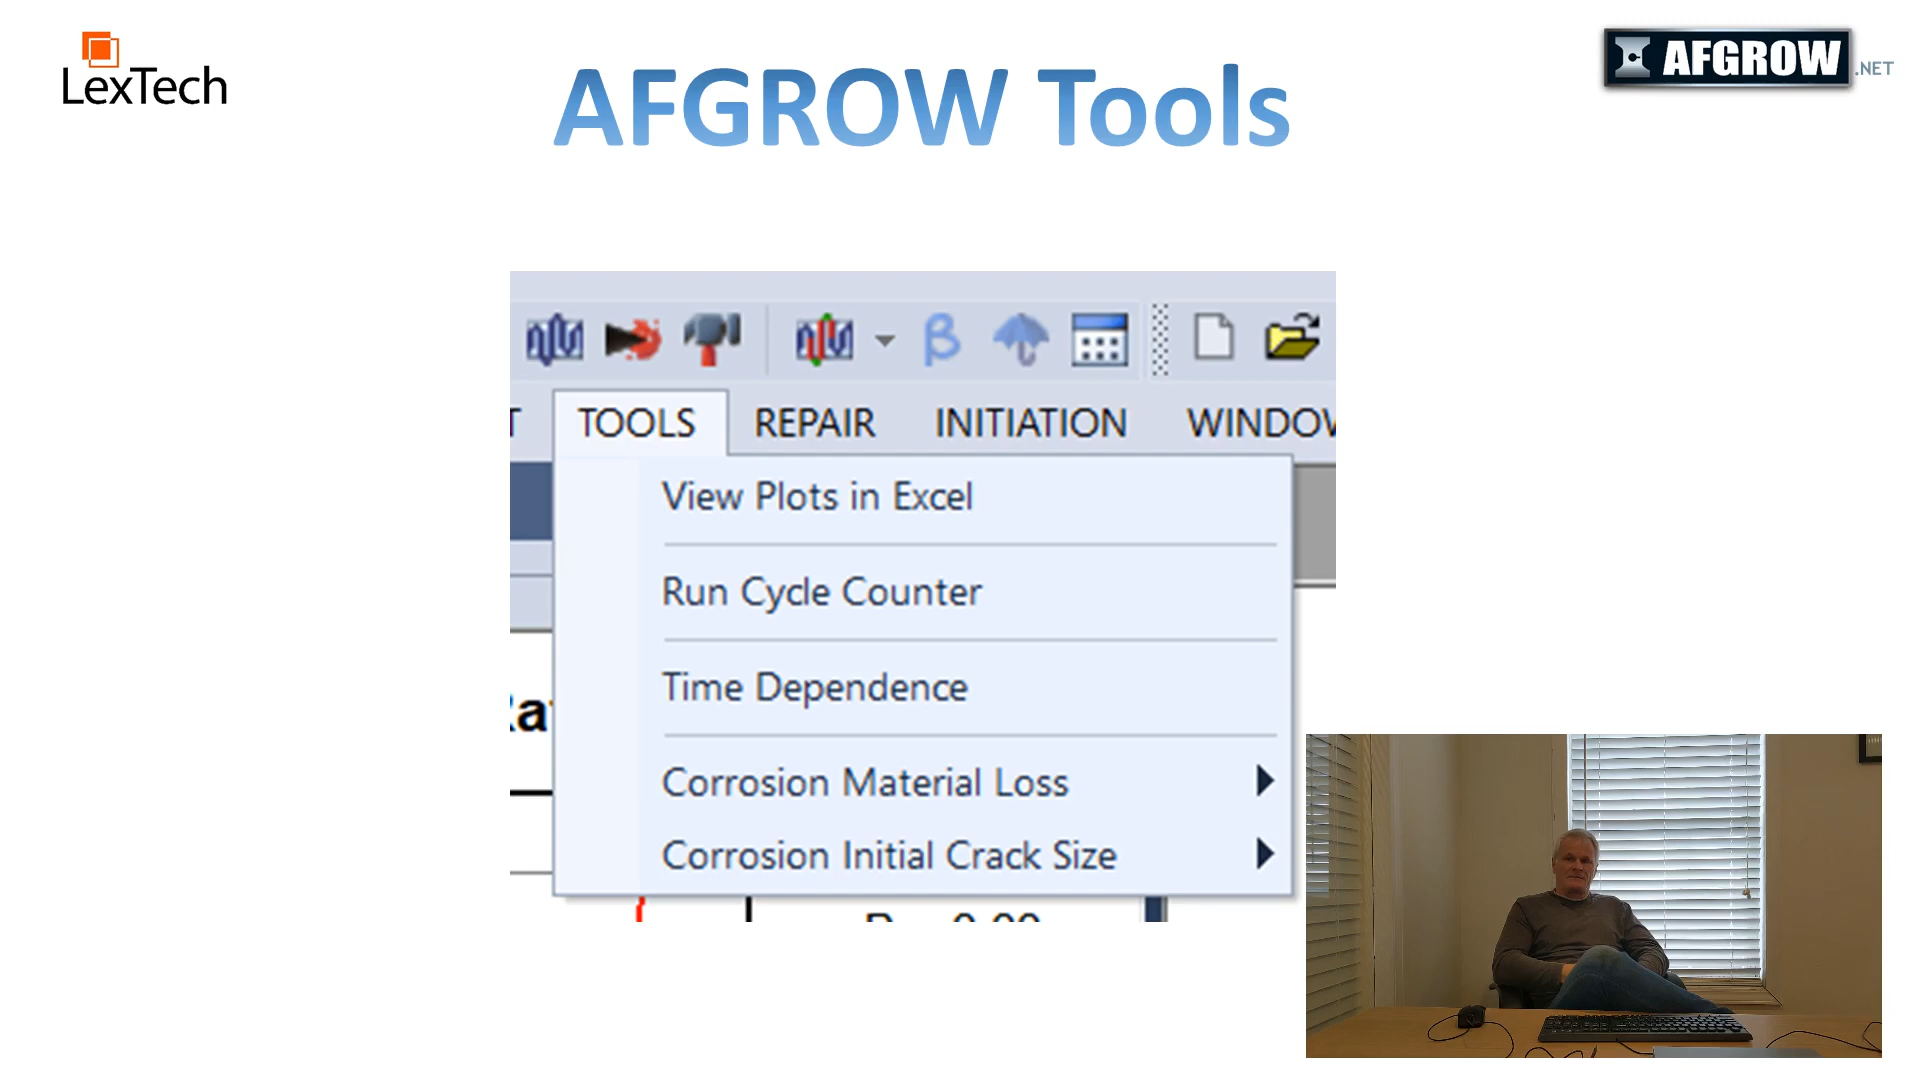 LexTech
AFGROW Tools
AFGROW.NET
β
TOOLS REPAIR INITIATION WINDOW
View Plots in Excel
Run Cycle Counter
Time Dependence
Corrosion Material Loss
Corrosion Initial Crack Size